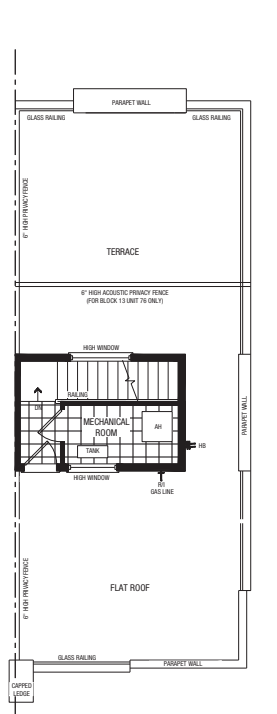 PARAPET WALL
GLASS RAILING
GLASS RAILING
6" HIGH PRIVACY FENCE
TERRACE
6" HIGH ACOUSTIC PRIVACY FENCE
(FOR BLOCK 13 UNIT 76 ONLY)
HIGH WINDOW
RAILING
DN
MECHANICAL
ROOM
AH
TANK
PARAPET WALL
HB
HIGH WINDOW
R/I
GAS LINE
6" HIGH PRIVACY FENCE
FLAT ROOF
GLASS RAILING
PARAPET WALL
CAPPED
LEDGE